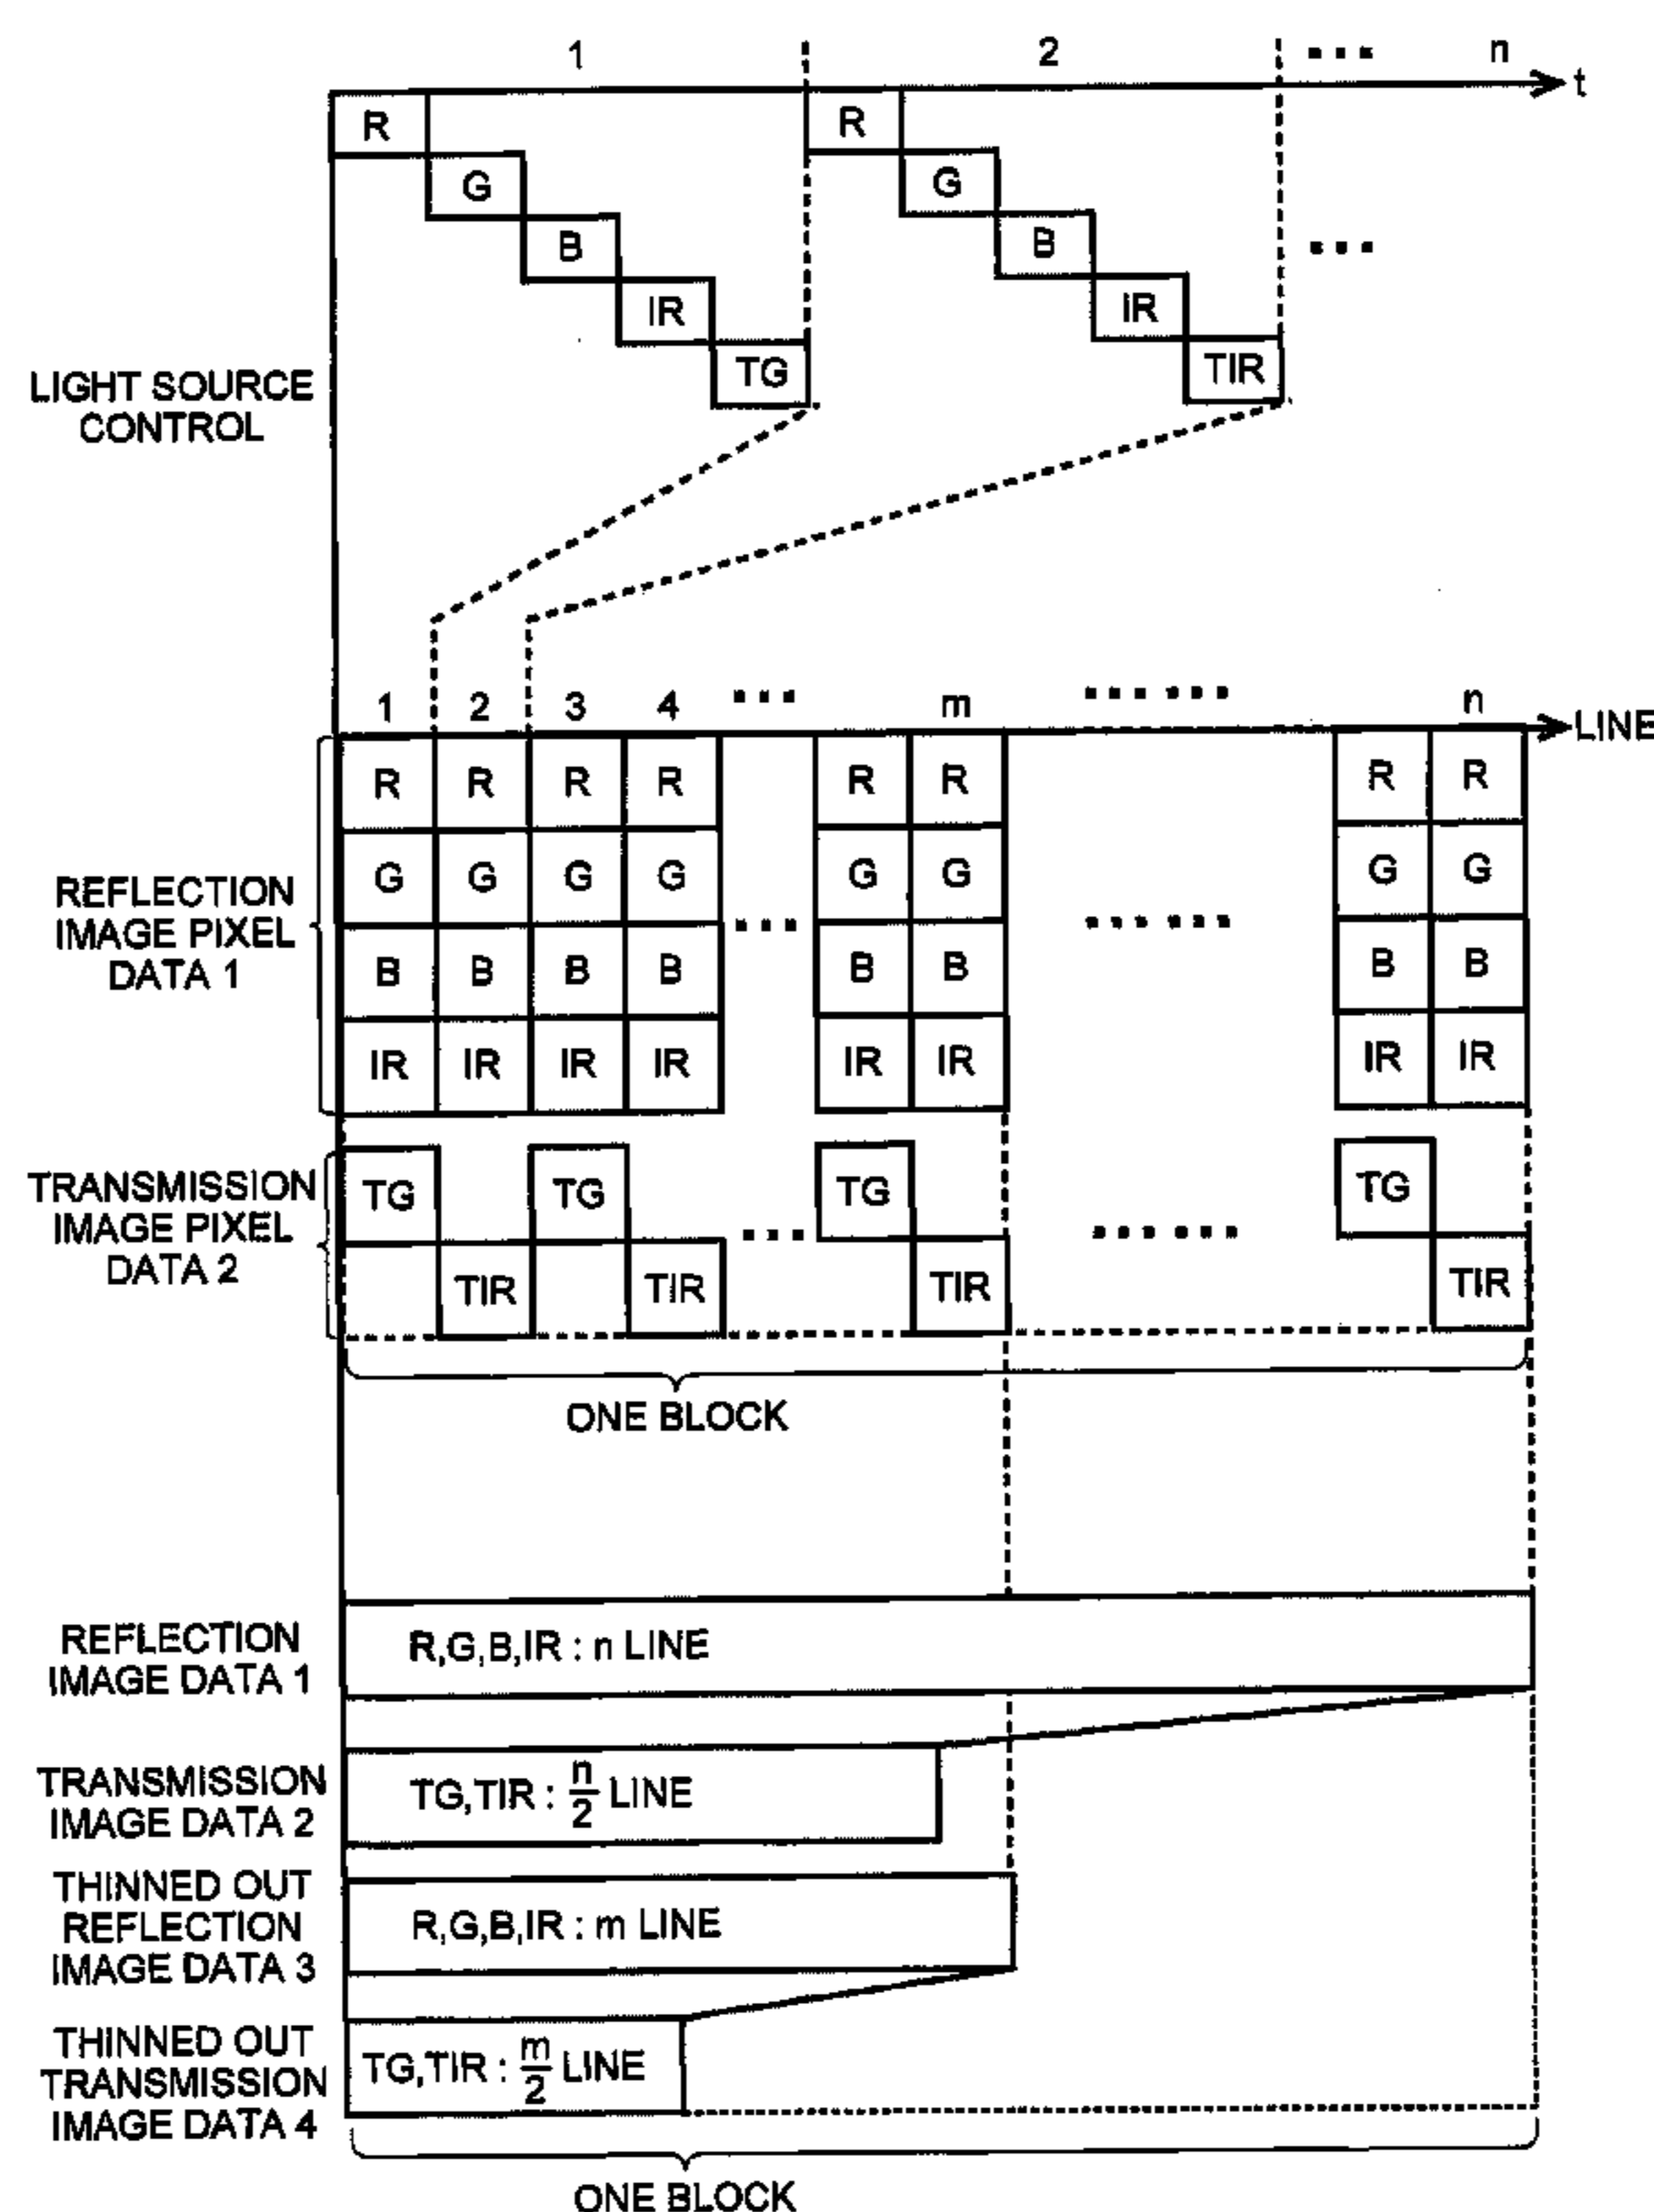 1 2 ... n
t
R R
G G
B B ...
IR IR
TG TIR
LIGHT SOURCE
CONTROL
1 2 3 4 ... m ... ... n
LINE
R R R R R R R R
G G G G G G G G
REFLECTION
IMAGE PIXEL
DATA 1
... ... ...
B B B B B B B B
IR IR IR IR IR IR IR IR
TG TG TG TG
TRANSMISSION
IMAGE PIXEL
DATA 2
... ... ...
TIR TIR TIR TIR
ONE BLOCK
REFLECTION
IMAGE DATA 1
R,G,B,IR : n LINE
TRANSMISSION
IMAGE DATA 2
TG,TIR : n/2 LINE
THINNED OUT
REFLECTION
IMAGE DATA 3
R,G,B,IR : m LINE
THINNED OUT
TRANSMISSION
IMAGE DATA 4
TG,TIR : m/2 LINE
ONE BLOCK